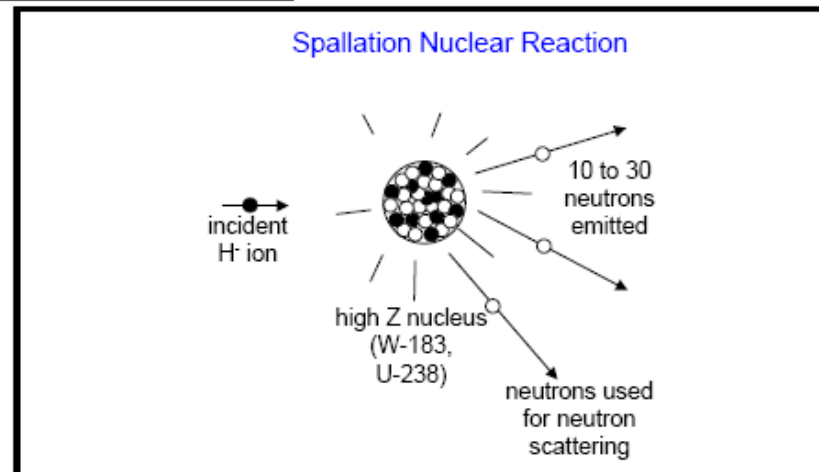 Spallation Nuclear Reaction
incident
H⁻ ion
10 to 30
neutrons
emitted
high Z nucleus
(W-183,
U-238)
neutrons used
for neutron
scattering